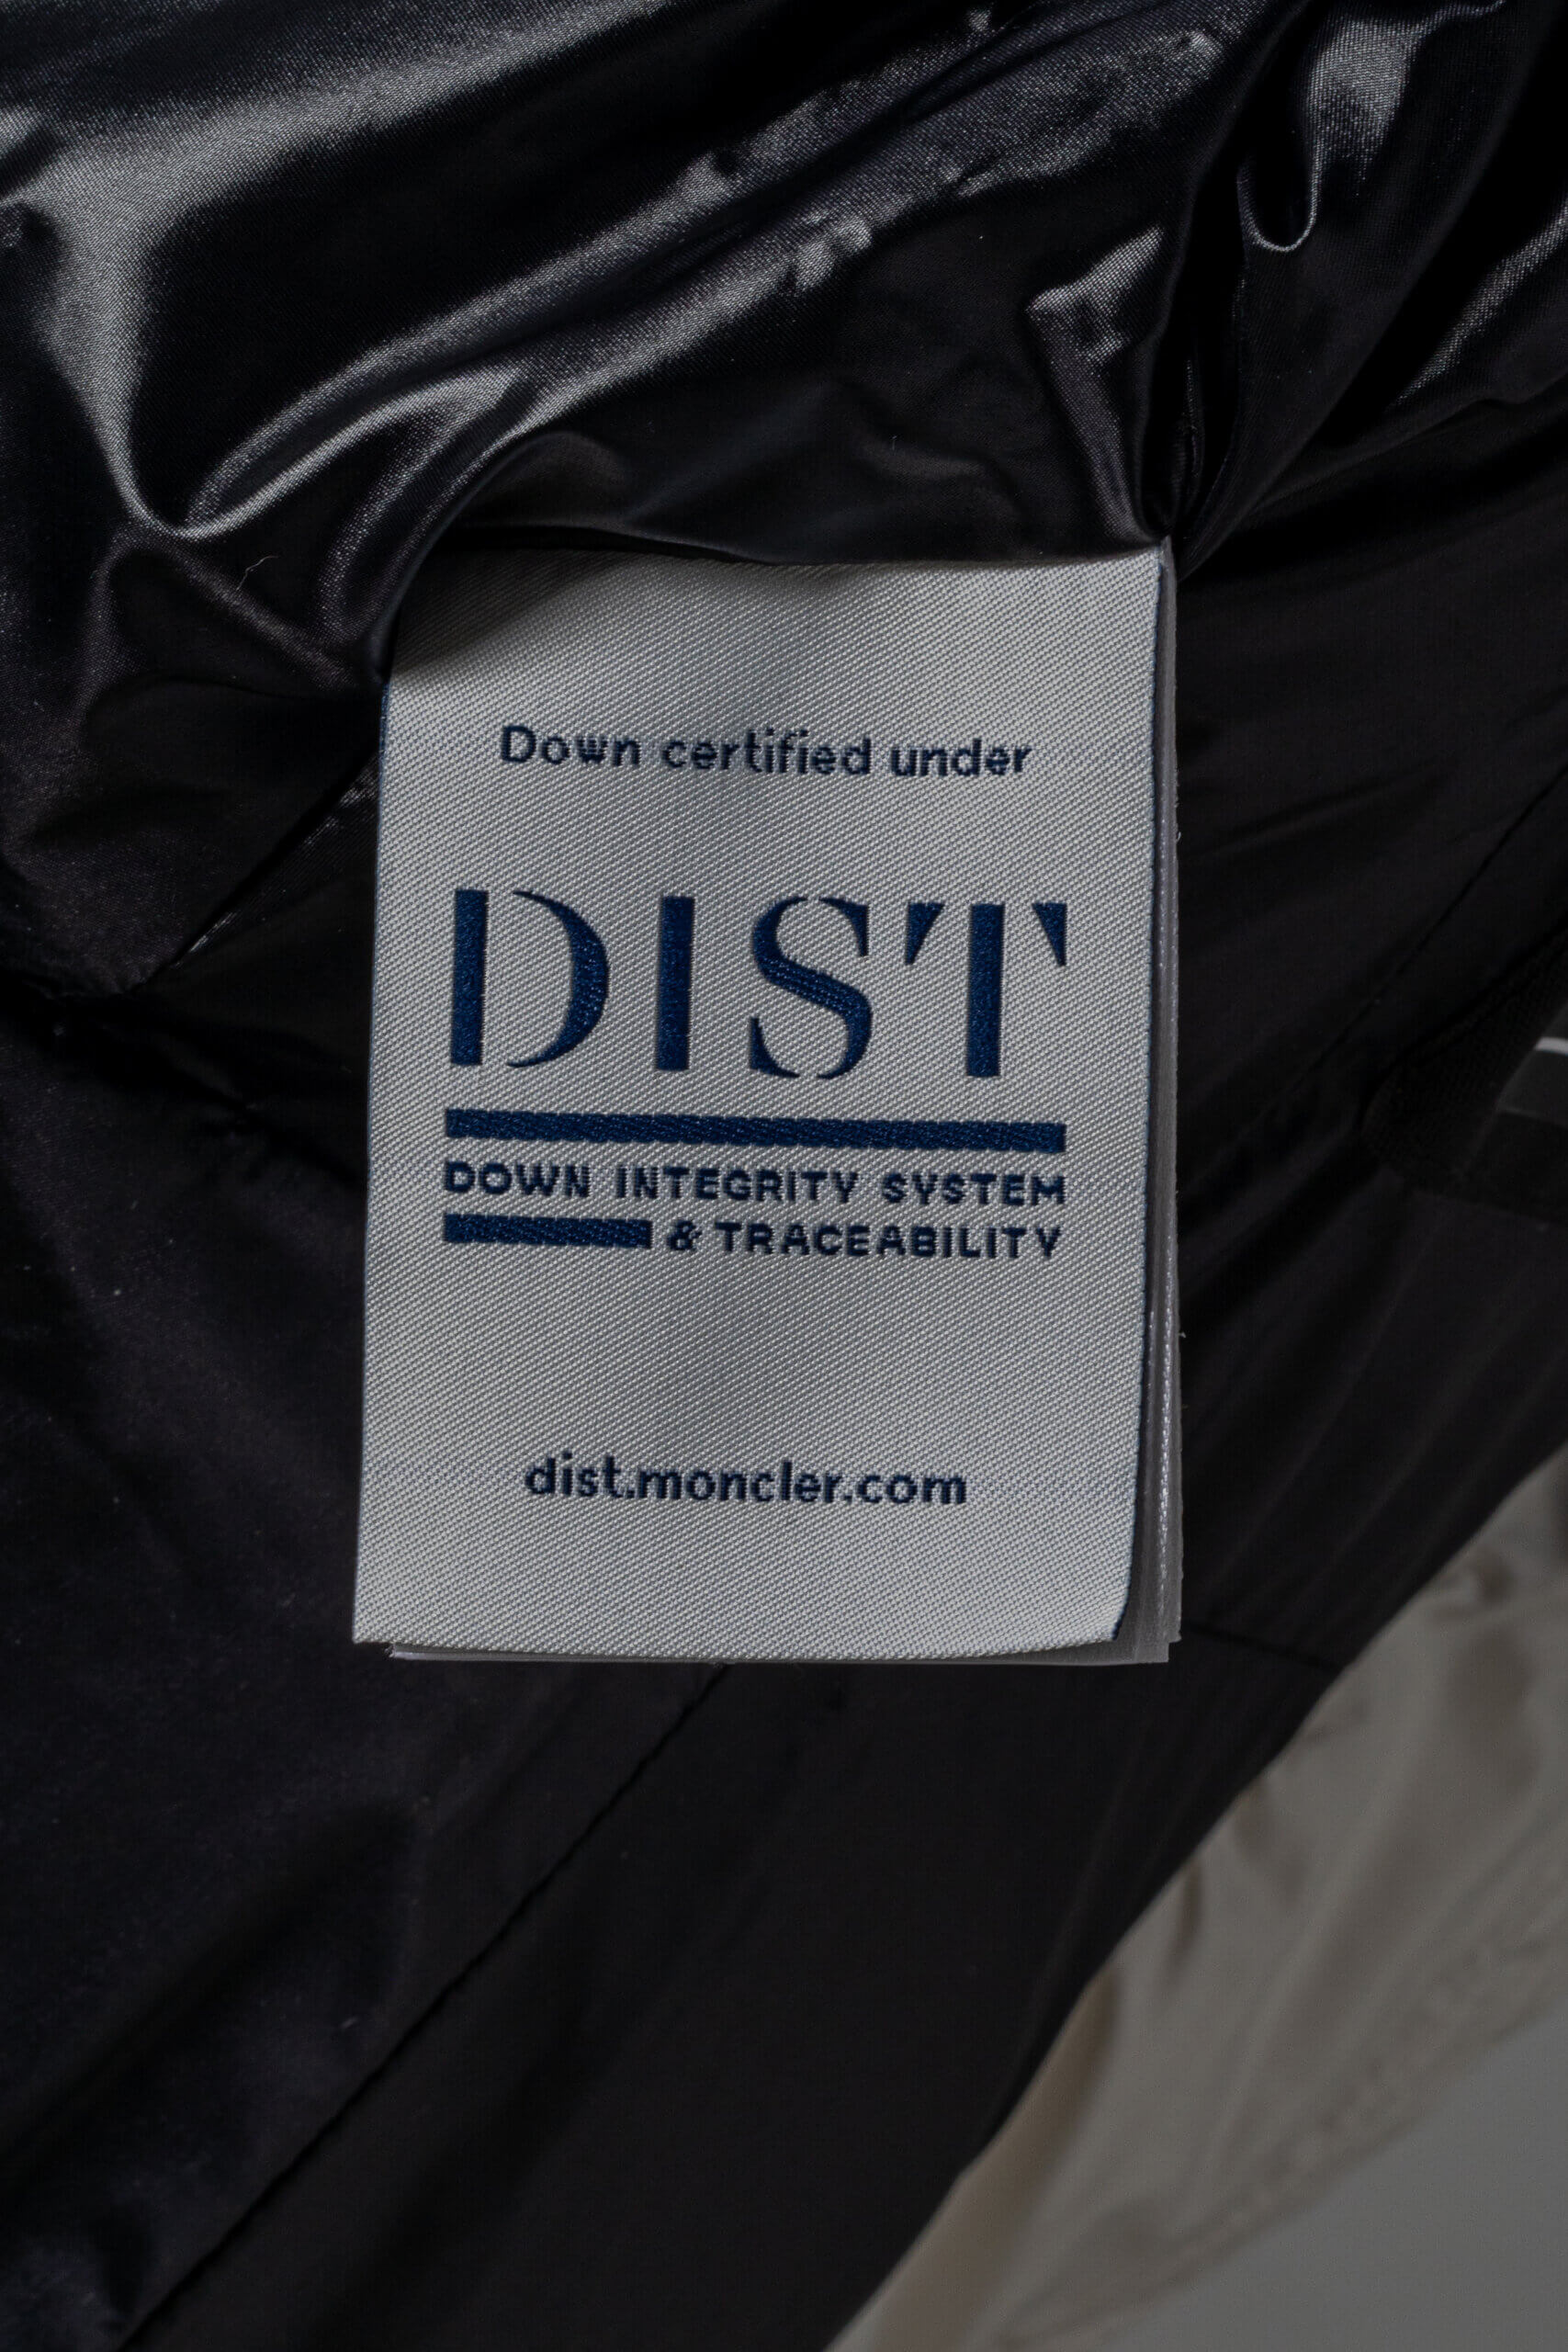 Down certified under
DIST
DOWN INTEGRITY SYSTEM
& TRACEABILITY
dist.moncler.com